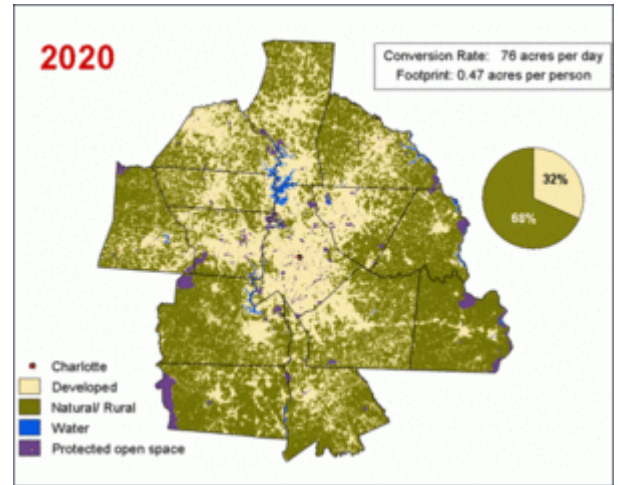 2020
Conversion Rate: 76 acres per day
Footprint: 0.47 acres per person
32%
68%
Charlotte
Developed
Natural/ Rural
Water
Protected open space